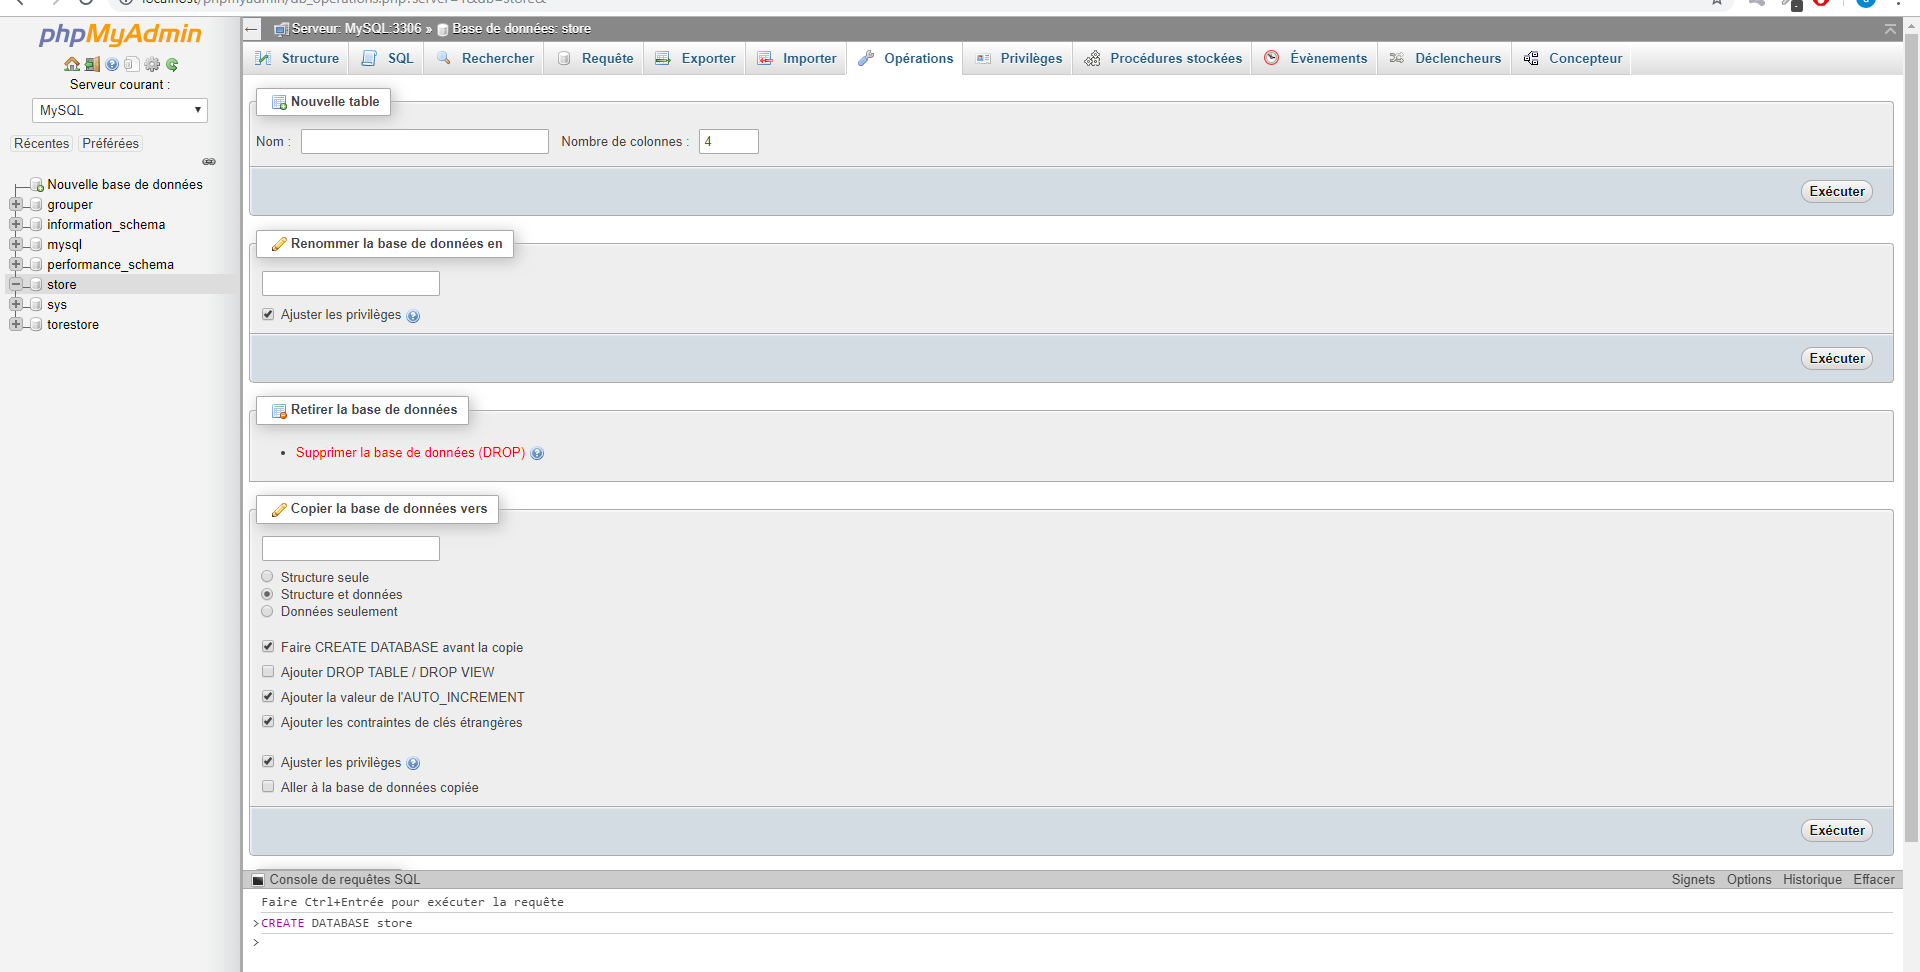 localhost/phpmyadmin/db_operations.php?server=1&db=store&
phpMyAdmin
Serveur courant :
MySQL
Récentes Préférées
Nouvelle base de données
grouper
information_schema
mysql
performance_schema
store
sys
torestore
Serveur: MySQL:3306 » Base de données: store
Structure SQL Rechercher Requête Exporter Importer Opérations Privilèges Procédures stockées Évènements Déclencheurs Concepteur
Nouvelle table
Nom : Nombre de colonnes : 4
Exécuter
Renommer la base de données en
Ajuster les privilèges
Exécuter
Retirer la base de données
• Supprimer la base de données (DROP)
Copier la base de données vers
Structure seule
Structure et données
Données seulement
Faire CREATE DATABASE avant la copie
Ajouter DROP TABLE / DROP VIEW
Ajouter la valeur de l'AUTO_INCREMENT
Ajouter les contraintes de clés étrangères
Ajuster les privilèges
Aller à la base de données copiée
Exécuter
Console de requêtes SQL Signets Options Historique Effacer
Faire Ctrl+Entrée pour exécuter la requête
>CREATE DATABASE store
>